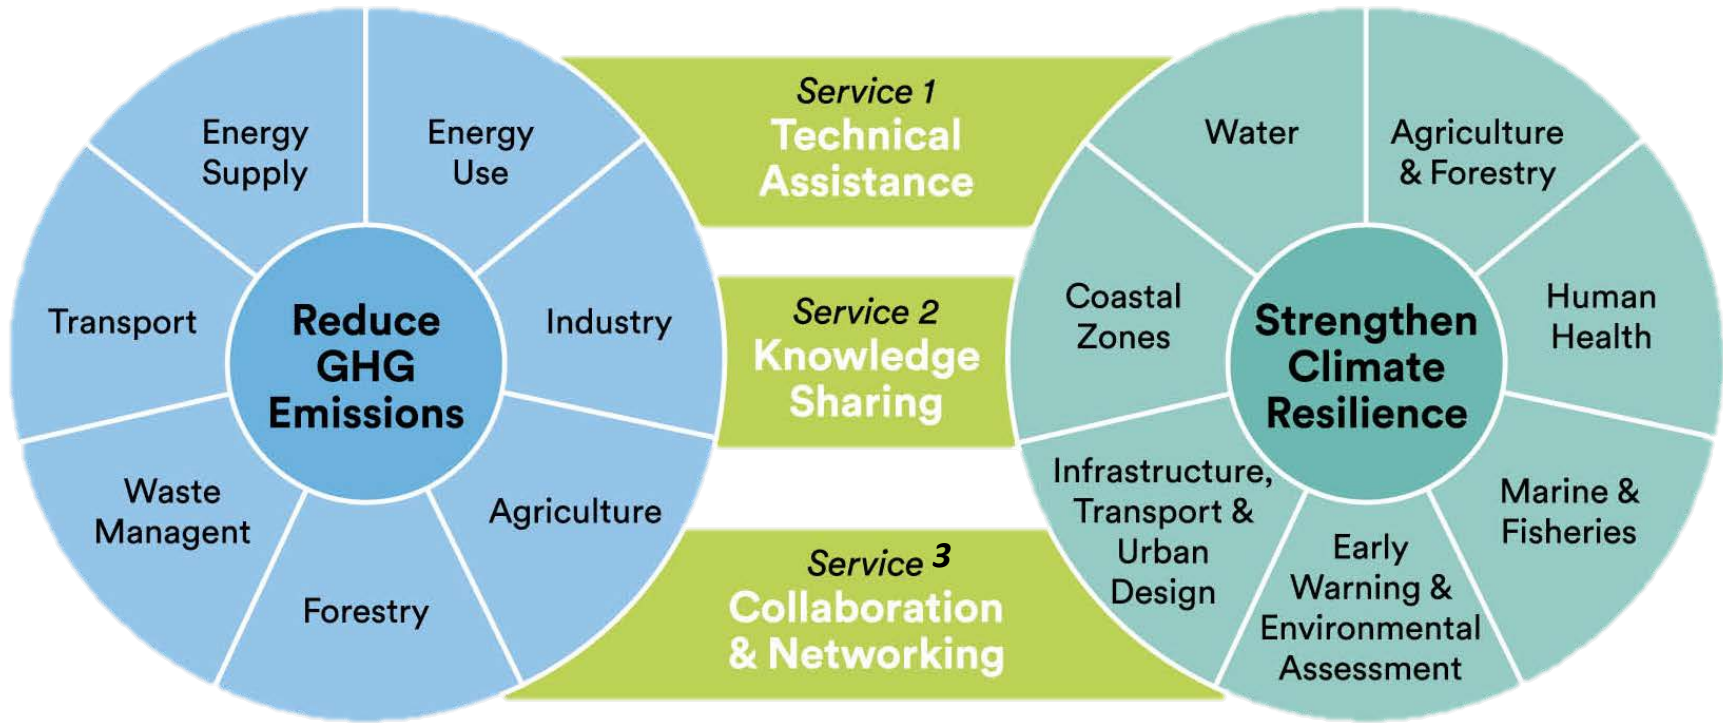 Energy
Supply
Energy
Use
Transport
Reduce
GHG
Emissions
Industry
Waste
Managent
Forestry
Agriculture
Service 1
Technical
Assistance
Service 2
Knowledge
Sharing
Service 3
Collaboration
& Networking
Water
Agriculture
& Forestry
Coastal
Zones
Strengthen
Climate
Resilience
Human
Health
Infrastructure,
Transport &
Urban
Design
Early
Warning &
Environmental
Assessment
Marine &
Fisheries